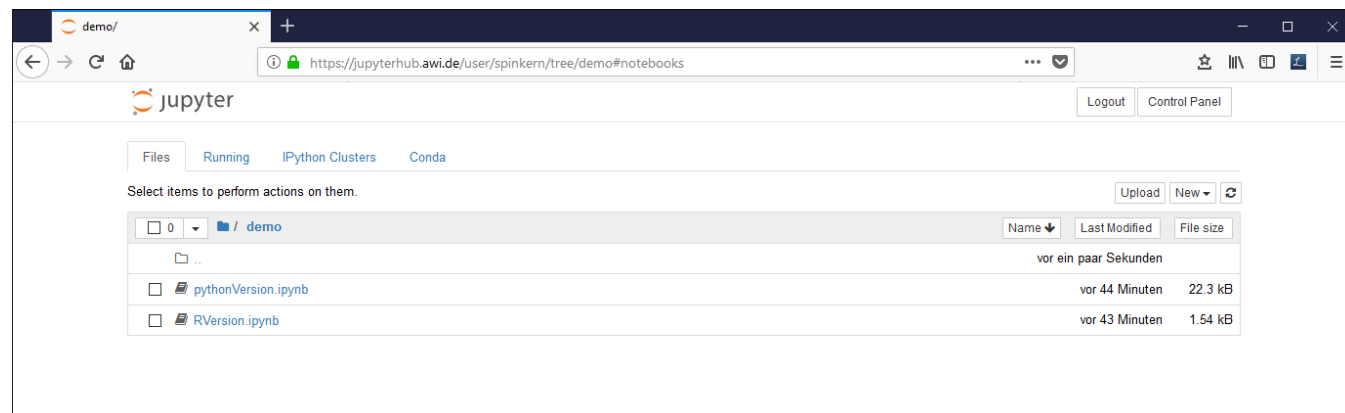 demo/
https://jupyterhub.awi.de/user/spinkern/tree/demo#notebooks
jupyter
Logout Control Panel
Files Running IPython Clusters Conda
Select items to perform actions on them.
Upload New
0 / demo Name Last Modified File size
.. vor ein paar Sekunden
pythonVersion.ipynb vor 44 Minuten 22.3 kB
RVersion.ipynb vor 43 Minuten 1.54 kB